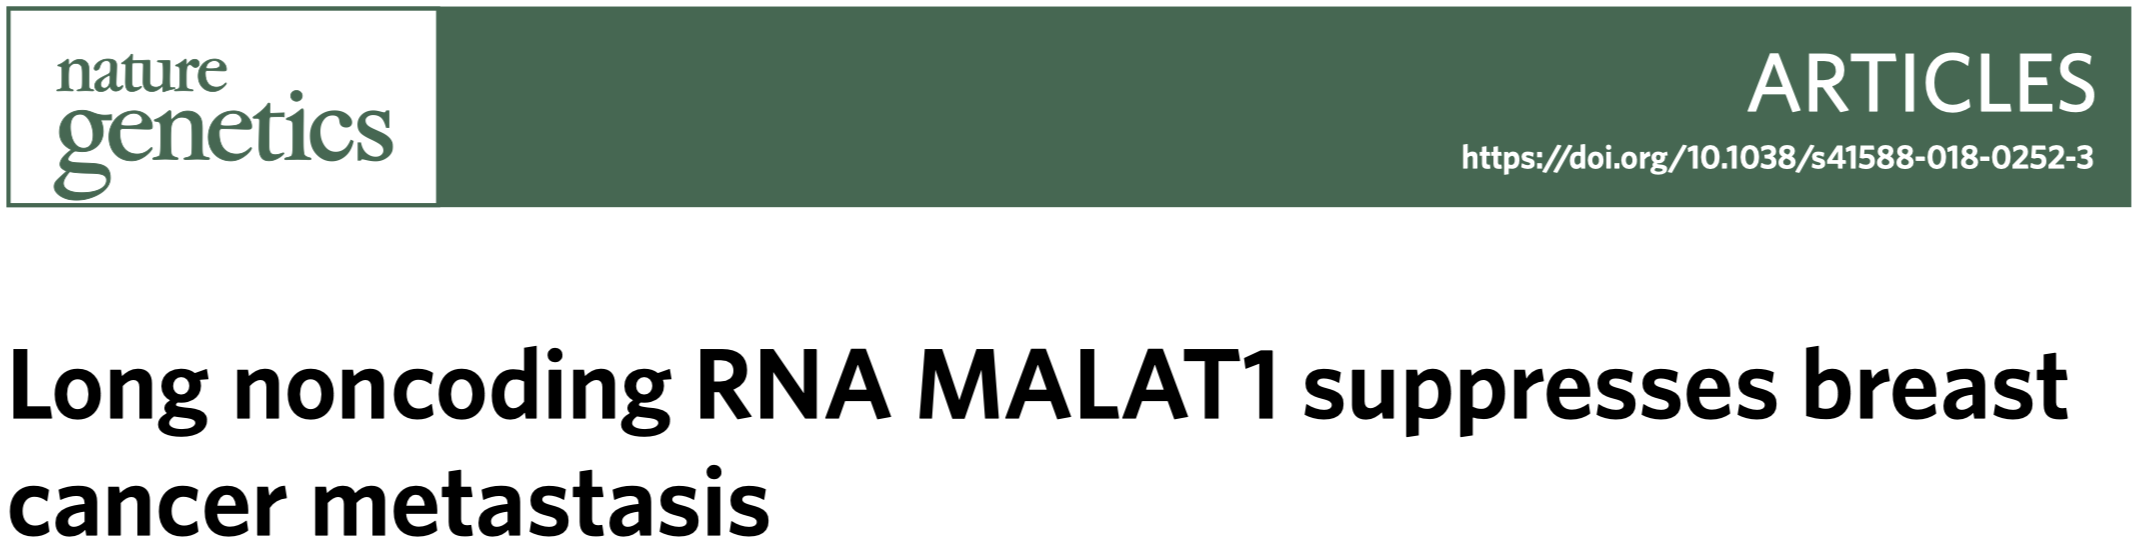 nature
genetics
ARTICLES
https://doi.org/10.1038/s41588-018-0252-3
Long noncoding RNA MALAT1 suppresses breast
cancer metastasis